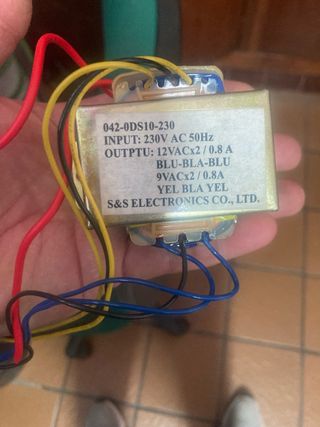 042-0DS10-230
INPUT: 230V AC 50Hz
OUTPTU: 12VACx2 / 0.8 A
BLU-BLA-BLU
9VACx2 / 0.8A
YEL BLA YEL
S&S ELECTRONICS CO., LTD.